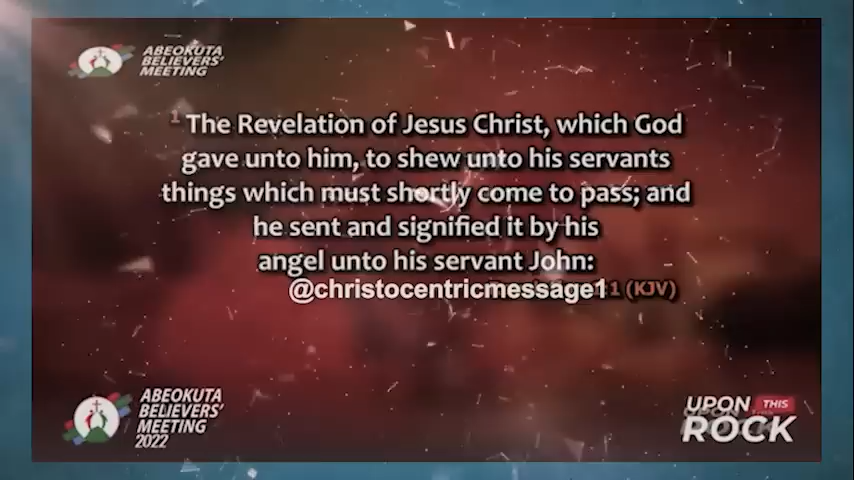 ABEOKUTA
BELIEVERS'
MEETING
1 The Revelation of Jesus Christ, which God
gave unto him, to shew unto his servants
things which must shortly come to pass; and
he sent and signified it by his
angel unto his servant John:
@christocentricmessage1
1 (KJV)
ABEOKUTA
BELIEVERS'
MEETING
2022
UPON THIS
ROCK